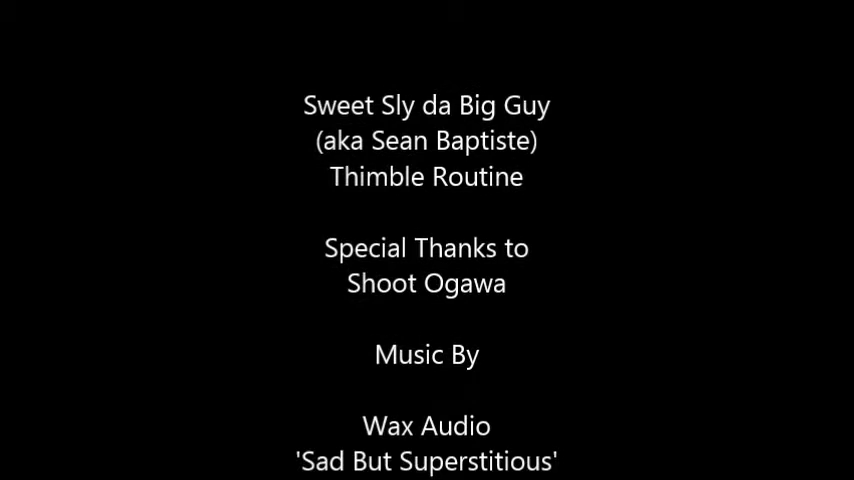 Sweet Sly da Big Guy
(aka Sean Baptiste)
Thimble Routine
Special Thanks to
Shoot Ogawa
Music By
Wax Audio
'Sad But Superstitious'